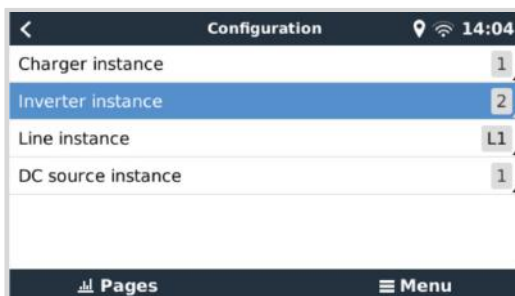 Configuration 14:04
Charger instance 1
Inverter instance 2
Line instance L1
DC source instance 1
Pages Menu